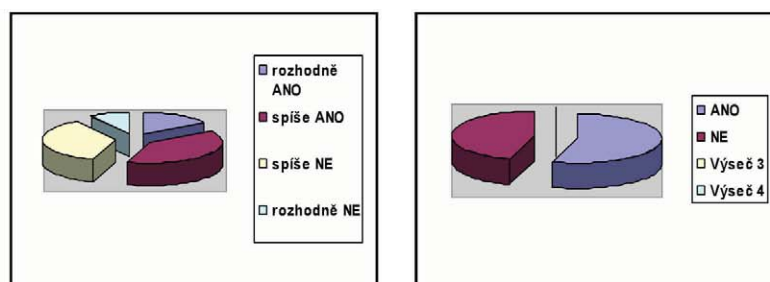 rozhodně
ANO
spíše ANO
spíše NE
rozhodně NE
ANO
NE
Výseč 3
Výseč 4